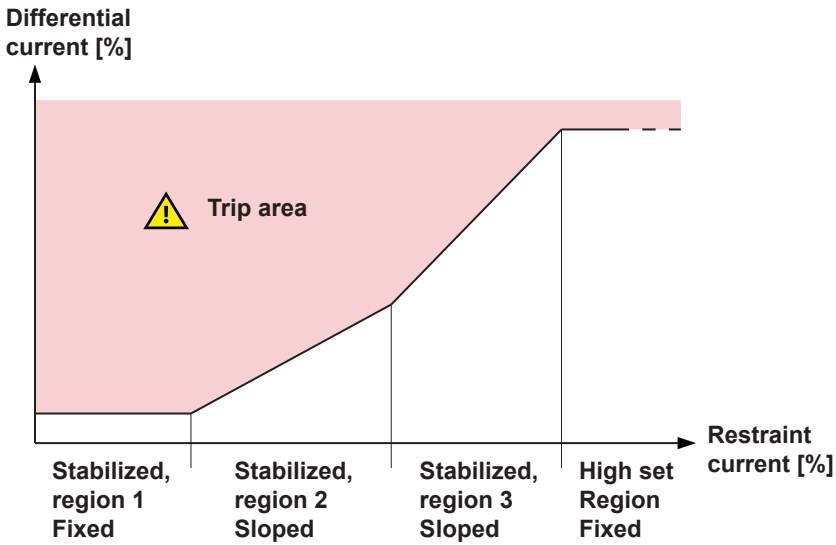 Differential
current [%]
!
Trip area
Restraint
current [%]
Stabilized,
region 1
Fixed
Stabilized,
region 2
Sloped
Stabilized,
region 3
Sloped
High set
Region
Fixed